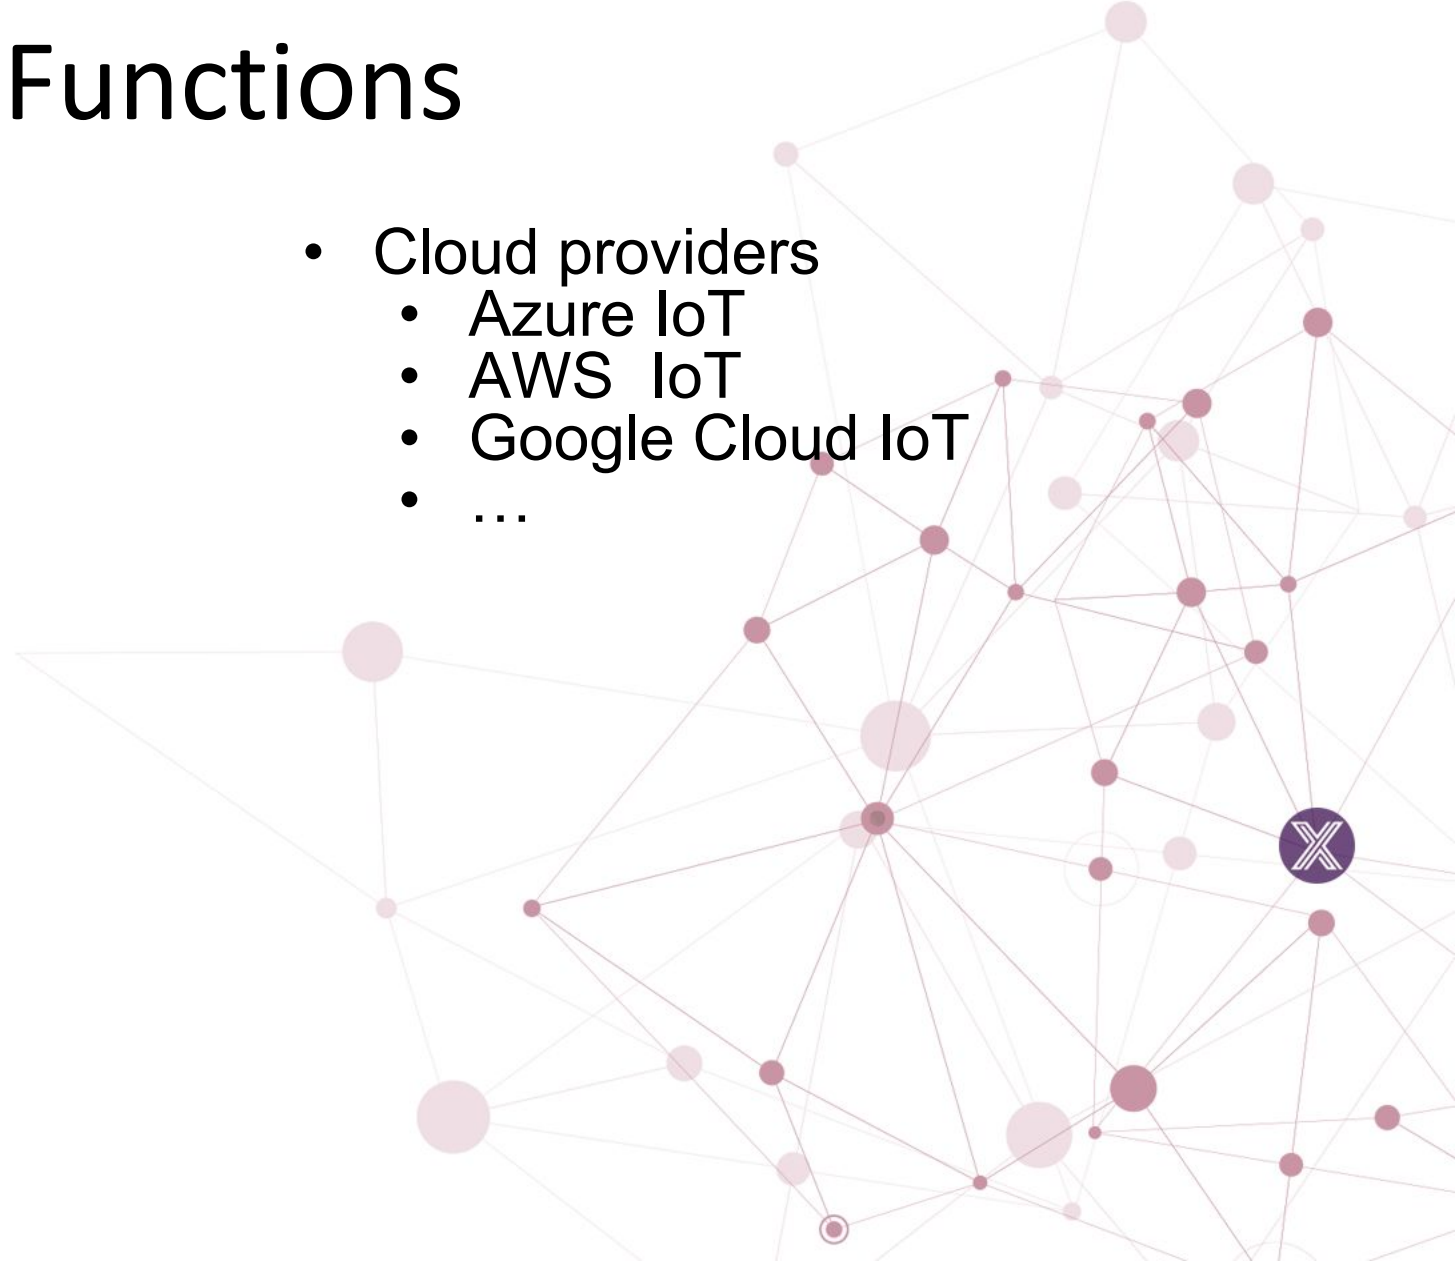 Functions
• Cloud providers
• Azure IoT
• AWS  IoT
• Google Cloud IoT
• …